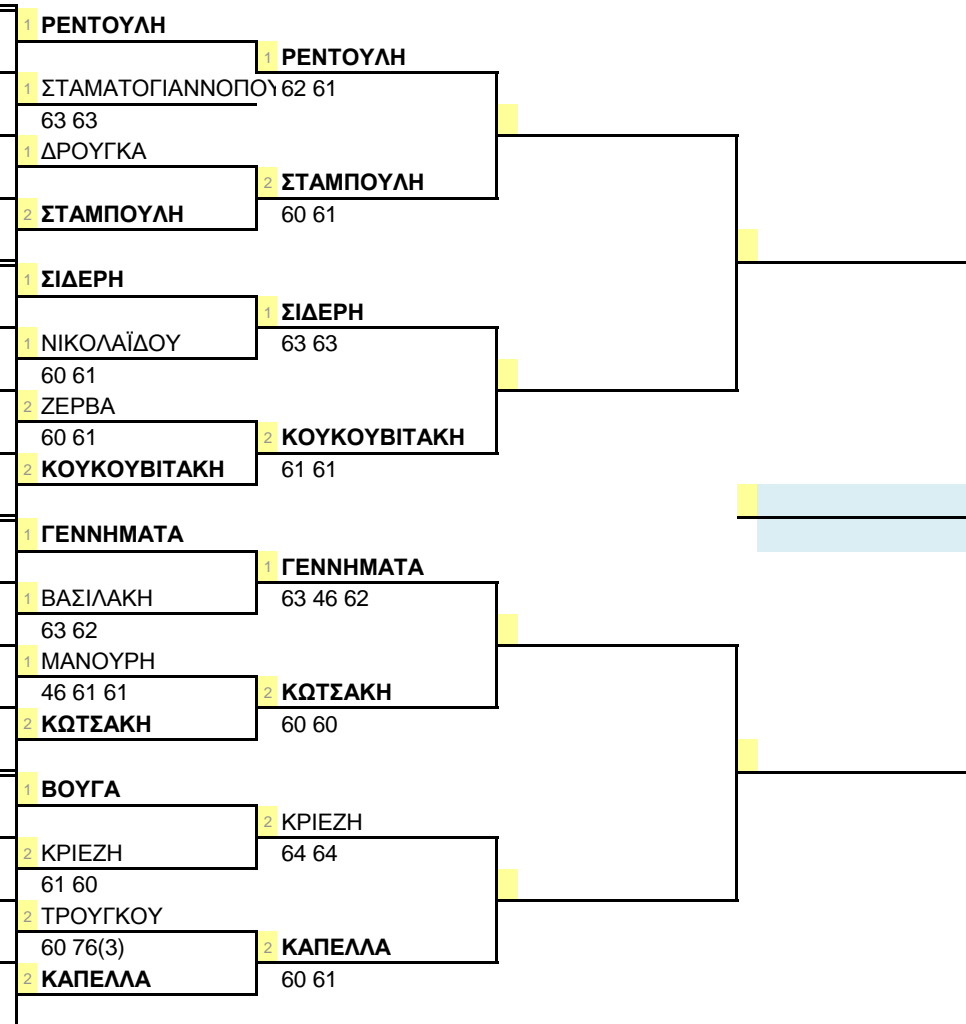 1 ΡΕΝΤΟΥΛΗ
1 ΡΕΝΤΟΥΛΗ
1 ΣΤΑΜΑΤΟΓΙΑΝΝΟΠΟΥ 62 61
63 63
1 ΔΡΟΥΓΚΑ
2 ΣΤΑΜΠΟΥΛΗ
2 ΣΤΑΜΠΟΥΛΗ 60 61
1 ΣΙΔΕΡΗ
1 ΣΙΔΕΡΗ
1 ΝΙΚΟΛΑΪΔΟΥ 63 63
60 61
2 ΖΕΡΒΑ
60 61 2 ΚΟΥΚΟΥΒΙΤΑΚΗ
2 ΚΟΥΚΟΥΒΙΤΑΚΗ 61 61
1 ΓΕΝΝΗΜΑΤΑ
1 ΓΕΝΝΗΜΑΤΑ
1 ΒΑΣΙΛΑΚΗ 63 46 62
63 62
1 ΜΑΝΟΥΡΗ
46 61 61 2 ΚΩΤΣΑΚΗ
2 ΚΩΤΣΑΚΗ 60 60
1 ΒΟΥΓΑ
2 ΚΡΙΕΖΗ
2 ΚΡΙΕΖΗ 64 64
61 60
2 ΤΡΟΥΓΚΟΥ
60 76(3) 2 ΚΑΠΕΛΛΑ
2 ΚΑΠΕΛΛΑ 60 61